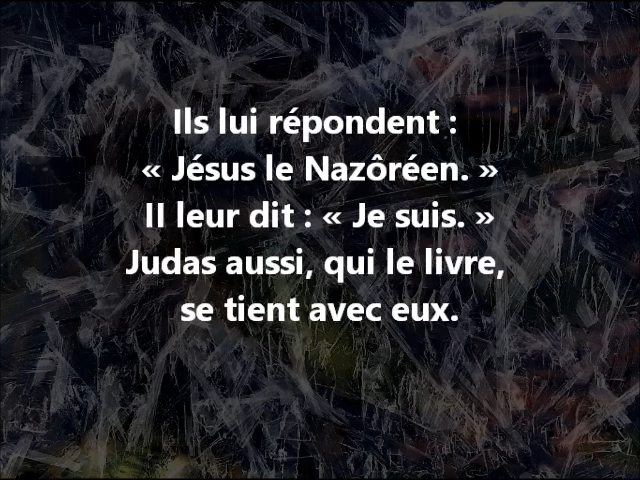 Ils lui répondent :
« Jésus le Nazôréen. »
II leur dit : « Je suis. »
Judas aussi, qui le livre,
se tient avec eux.